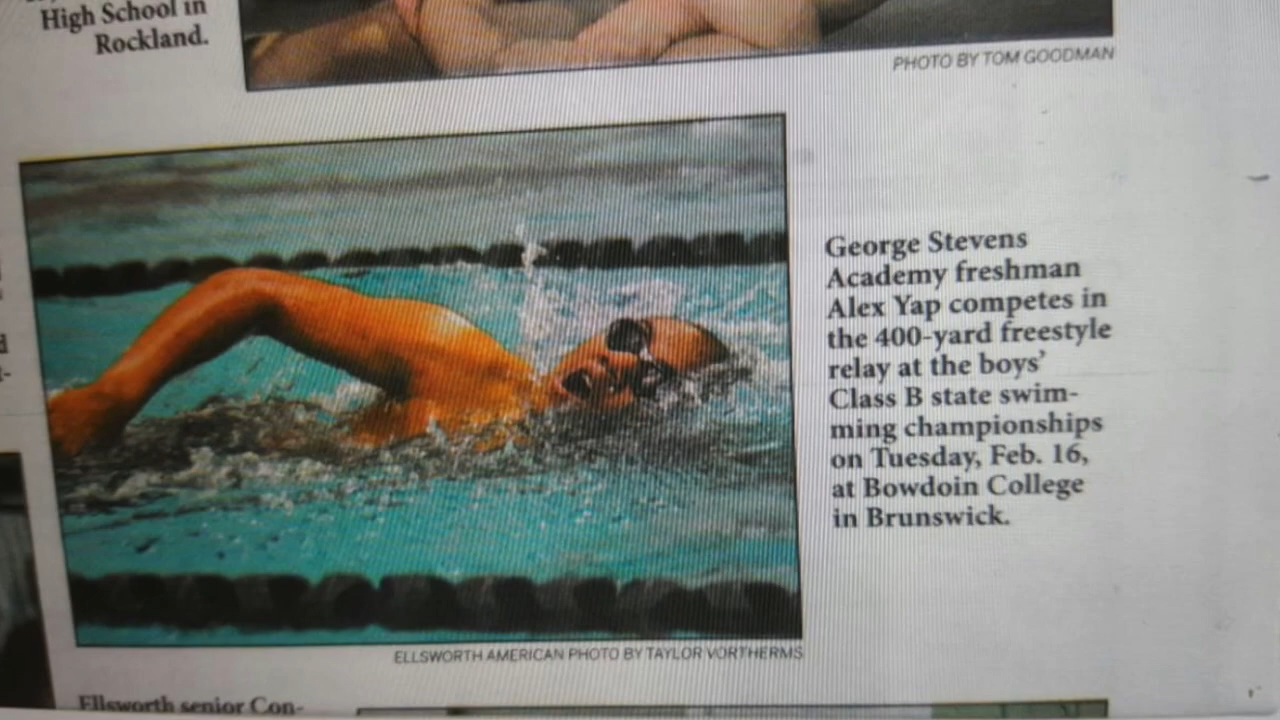 High School in
Rockland.
PHOTO BY TOM GOODMAN
George Stevens
Academy freshman
Alex Yap competes in
the 400-yard freestyle
relay at the boys'
Class B state swim-
ming championships
on Tuesday, Feb. 16,
at Bowdoin College
in Brunswick.
ELLSWORTH AMERICAN PHOTO BY TAYLOR VORTHERMS
Ellsworth senior Con-